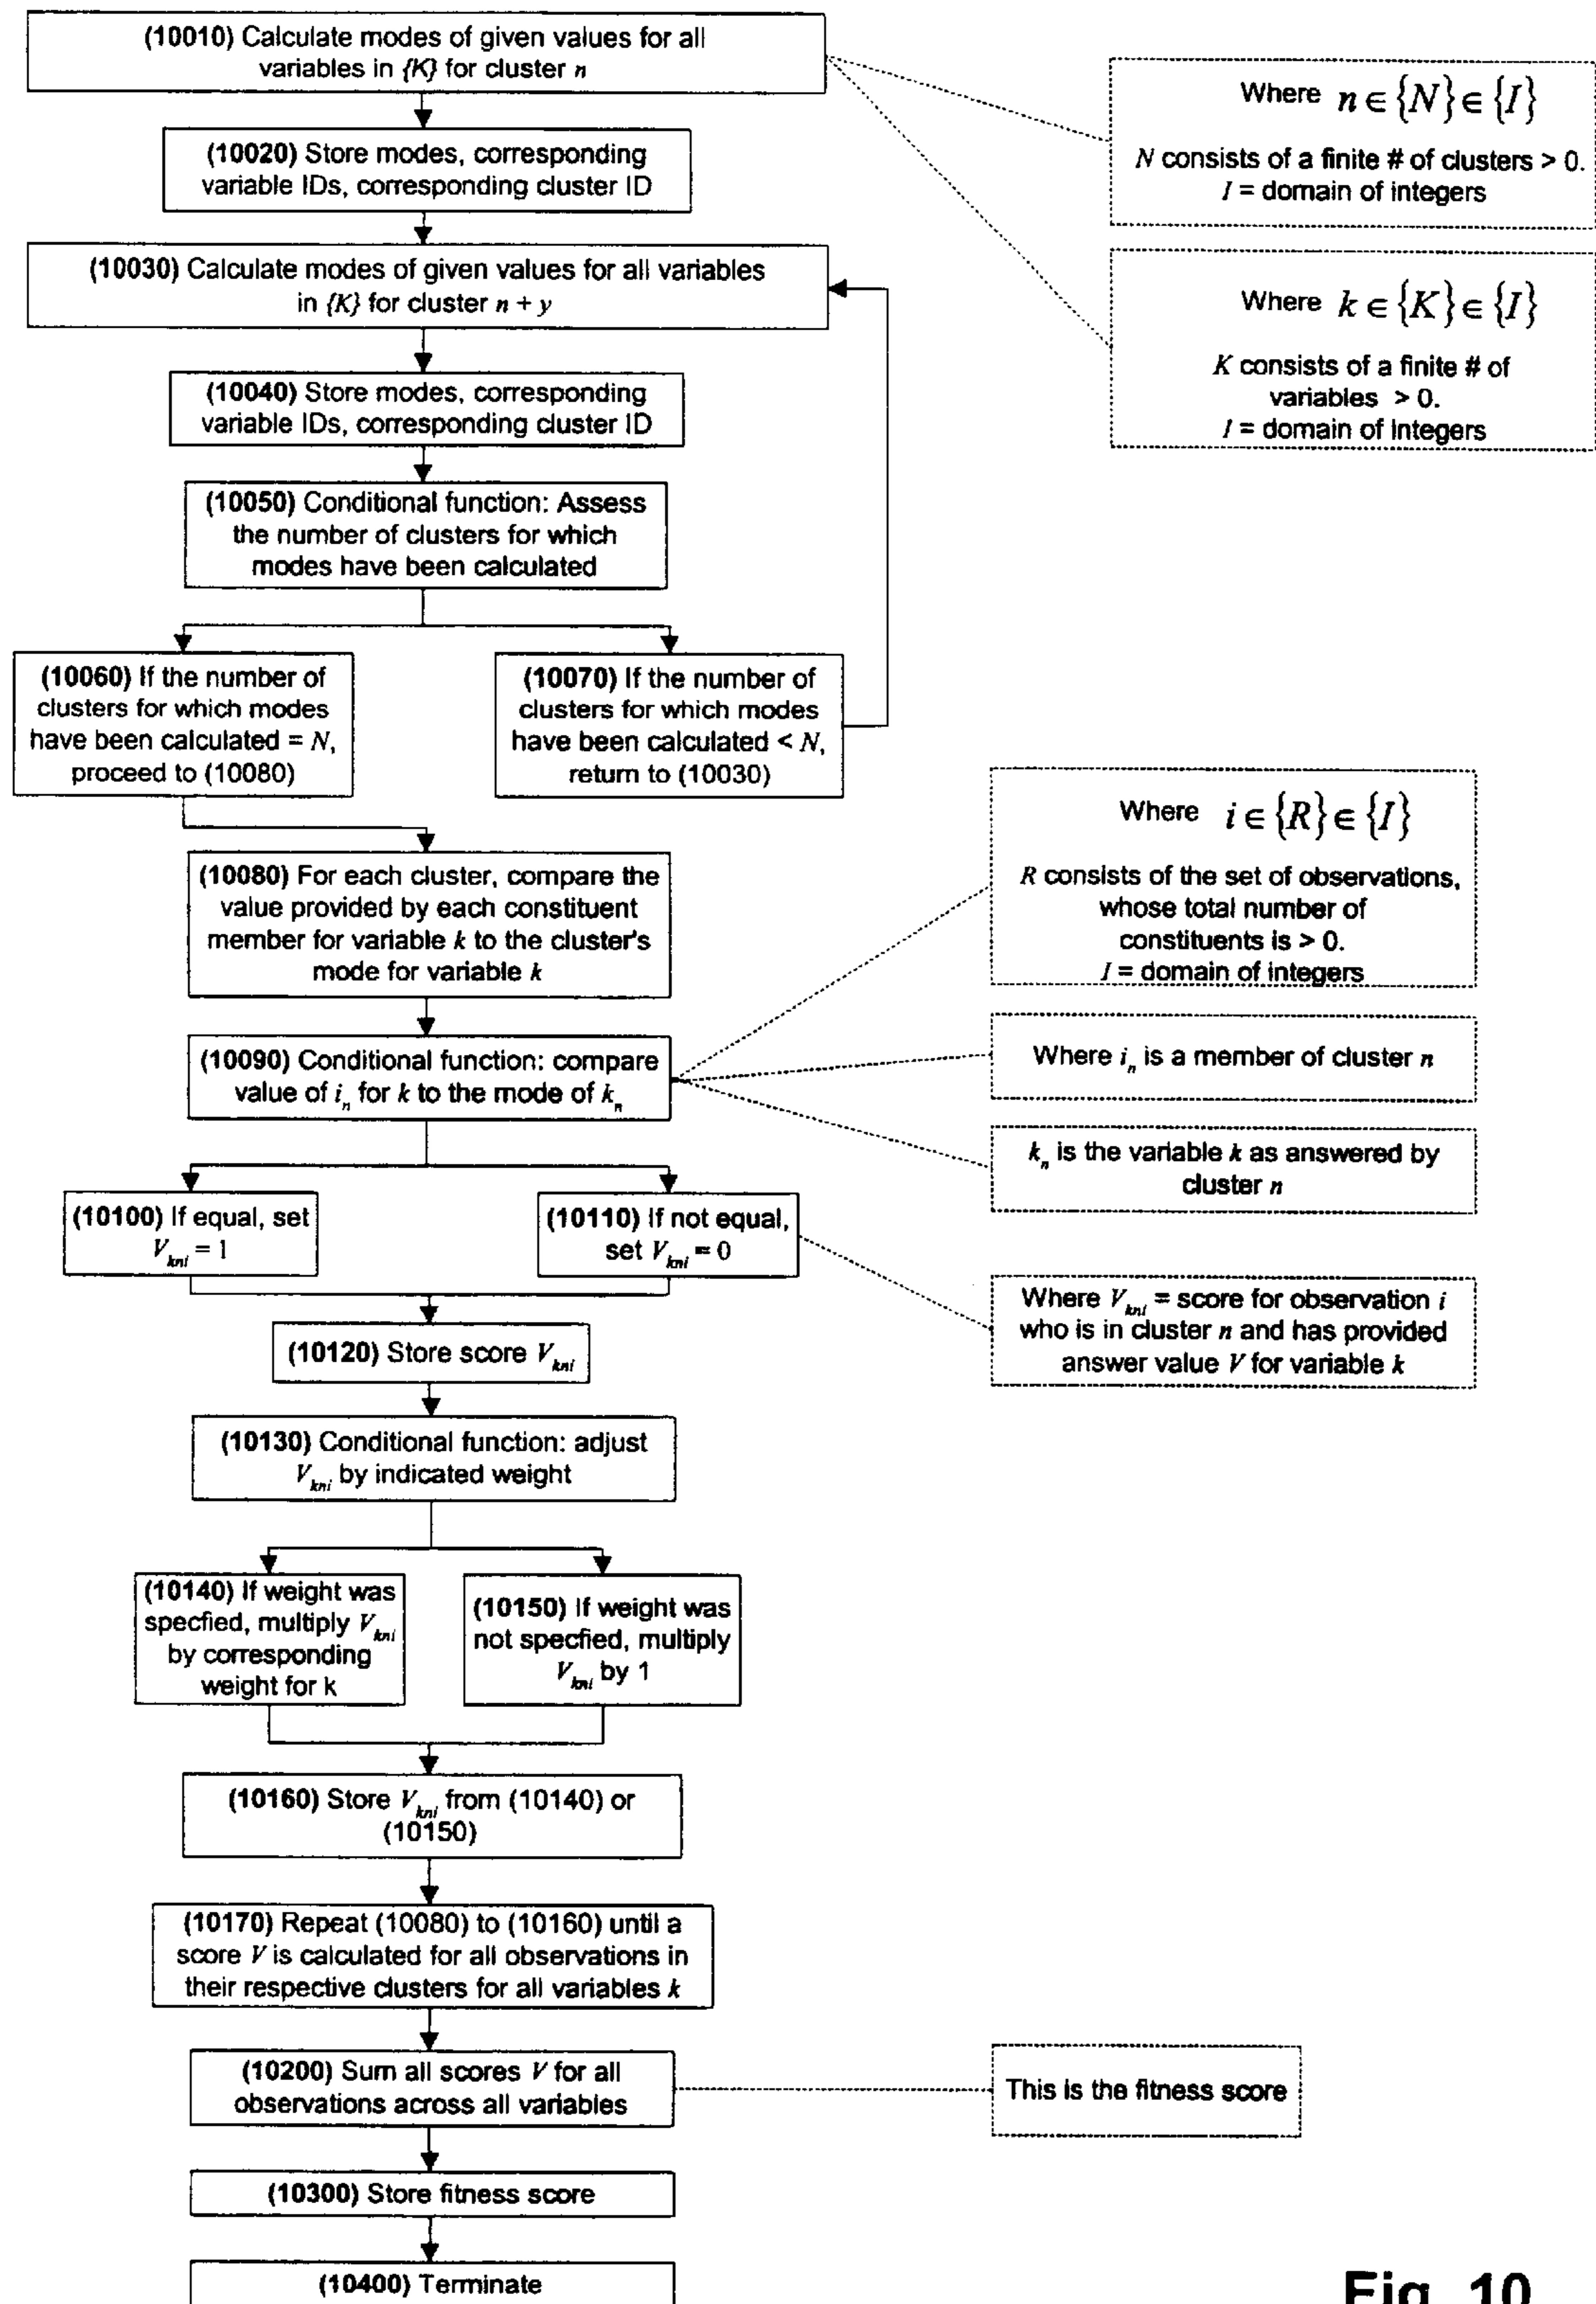 (10010) Calculate modes of given values for all
variables in {K} for cluster n
Where n ∈ {N} ∈ {I}
N consists of a finite # of clusters > 0.
I = domain of integers
(10020) Store modes, corresponding
variable IDs, corresponding cluster ID
(10030) Calculate modes of given values for all variables
in {K} for cluster n + y
Where k ∈ {K} ∈ {I}
K consists of a finite # of
variables > 0.
I = domain of integers
(10040) Store modes, corresponding
variable IDs, corresponding cluster ID
(10050) Conditional function: Assess
the number of clusters for which
modes have been calculated
(10060) If the number of
clusters for which modes
have been calculated = N,
proceed to (10080)
(10070) If the number of
clusters for which modes
have been calculated < N,
return to (10030)
Where i ∈ {R} ∈ {I}
R consists of the set of observations,
whose total number of
constituents is > 0.
I = domain of integers
(10080) For each cluster, compare the
value provided by each constituent
member for variable k to the cluster's
mode for variable k
(10090) Conditional function: compare
value of i_n for k to the mode of k_n
Where i_n is a member of cluster n
k_n is the variable k as answered by
cluster n
(10100) If equal, set
V_kni = 1
(10110) If not equal,
set V_kni = 0
Where V_kni = score for observation i
who is in cluster n and has provided
answer value V for variable k
(10120) Store score V_kni
(10130) Conditional function: adjust
V_kni by indicated weight
(10140) If weight was
specfied, multiply V_kni
by corresponding
weight for k
(10150) If weight was
not specfied, multiply
V_kni by 1
(10160) Store V_kni from (10140) or
(10150)
(10170) Repeat (10080) to (10160) until a
score V is calculated for all observations in
their respective clusters for all variables k
(10200) Sum all scores V for all
observations across all variables
This is the fitness score
(10300) Store fitness score
(10400) Terminate
Fig. 10